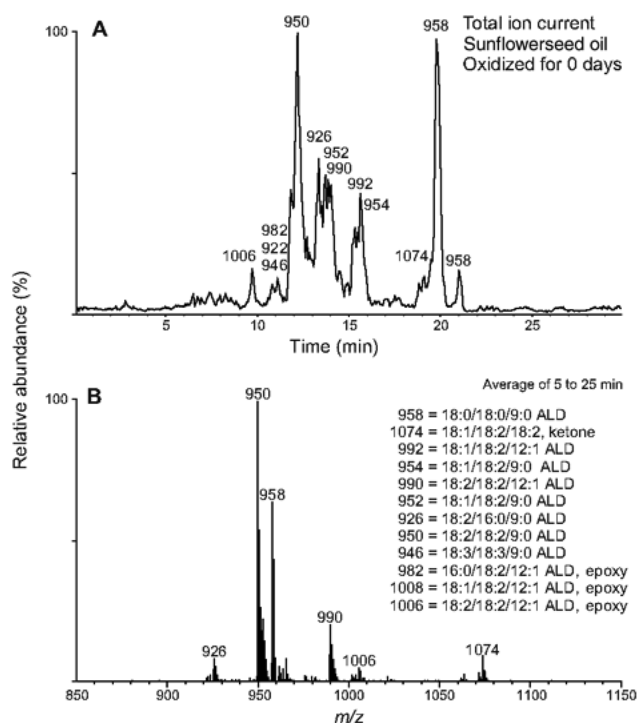 100
A
950
958
Total ion current
Sunflowerseed oil
Oxidized for 0 days
926
952
990
992
954
982
922
946
1006
1074
958
5
10
15
20
25
Time (min)
Relative abundance (%)
100
B
950
958
926
990
1006
1074
Average of 5 to 25 min
958 = 18:0/18:0/9:0 ALD
1074 = 18:1/18:2/18:2, ketone
992 = 18:1/18:2/12:1 ALD
954 = 18:1/18:2/9:0 ALD
990 = 18:2/18:2/12:1 ALD
952 = 18:1/18:2/9:0 ALD
926 = 18:2/16:0/9:0 ALD
950 = 18:2/18:2/9:0 ALD
946 = 18:3/18:3/9:0 ALD
982 = 16:0/18:2/12:1 ALD, epoxy
1008 = 18:1/18:2/12:1 ALD, epoxy
1006 = 18:2/18:2/12:1 ALD, epoxy
850
900
950
1000
1050
1100
1150
m/z